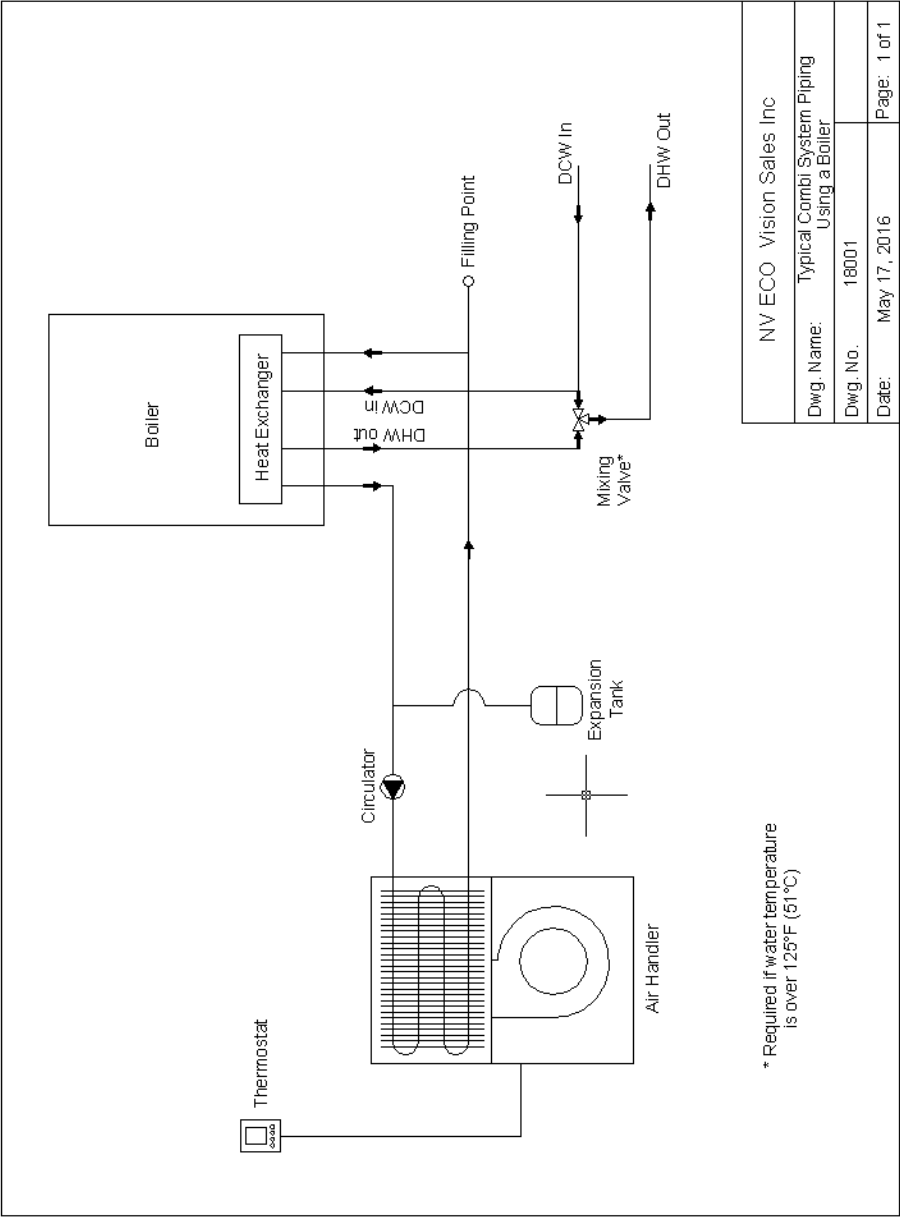 Thermostat
Air Handler
Circulator
Expansion
Tank
Boiler
Heat Exchanger
DHW out
DCW in
Filling Point
Mixing
Valve*
DCW In
DHW Out
* Required if water temperature
is over 125°F (51°C)
NV ECO Vision Sales Inc
Dwg. Name: Typical Combi System Piping
Using a Boiler
Dwg. No. 18001
Date: May 17, 2016 Page: 1 of 1